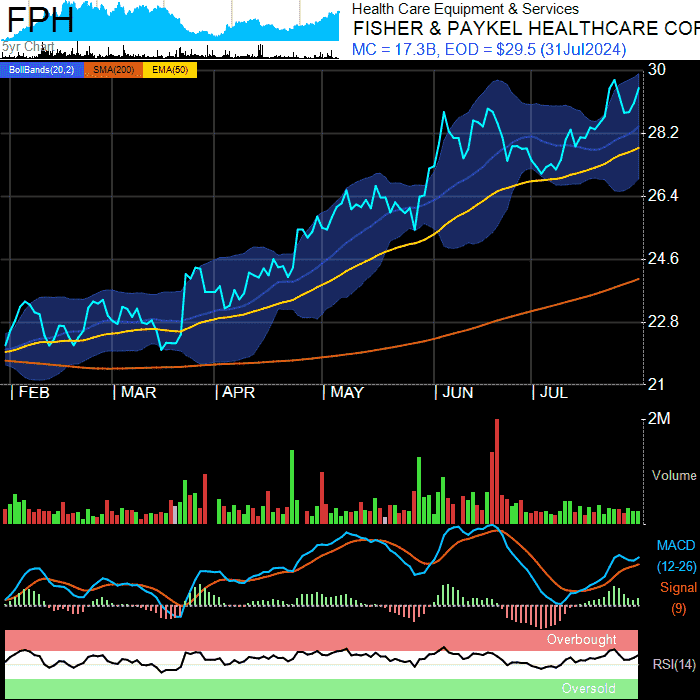 FPH
5yr Chart
Health Care Equipment & Services
FISHER & PAYKEL HEALTHCARE COR
MC = 17.3B, EOD = $29.5 (31Jul2024)
BollBands(20,2) SMA(200) EMA(50)
30
28.2
26.4
24.6
22.8
21
FEB MAR APR MAY JUN JUL
2M
Volume
MACD
(12-26)
Signal
(9)
Overbought
RSI(14)
Oversold